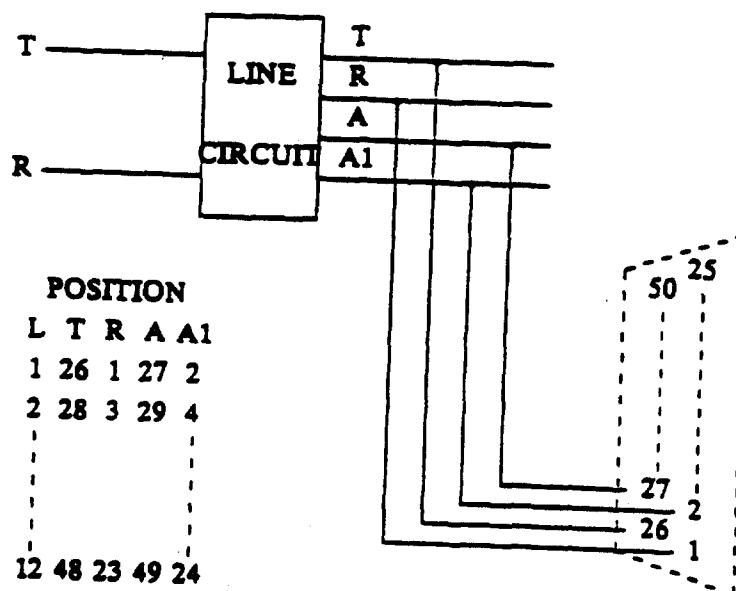 T
T
LINE
R
A
CIRCUIT
A1
R
25
50
POSITION
L T R A A1
1 26 1 27 2
2 28 3 29 4
27
2
26
1
12 48 23 49 24